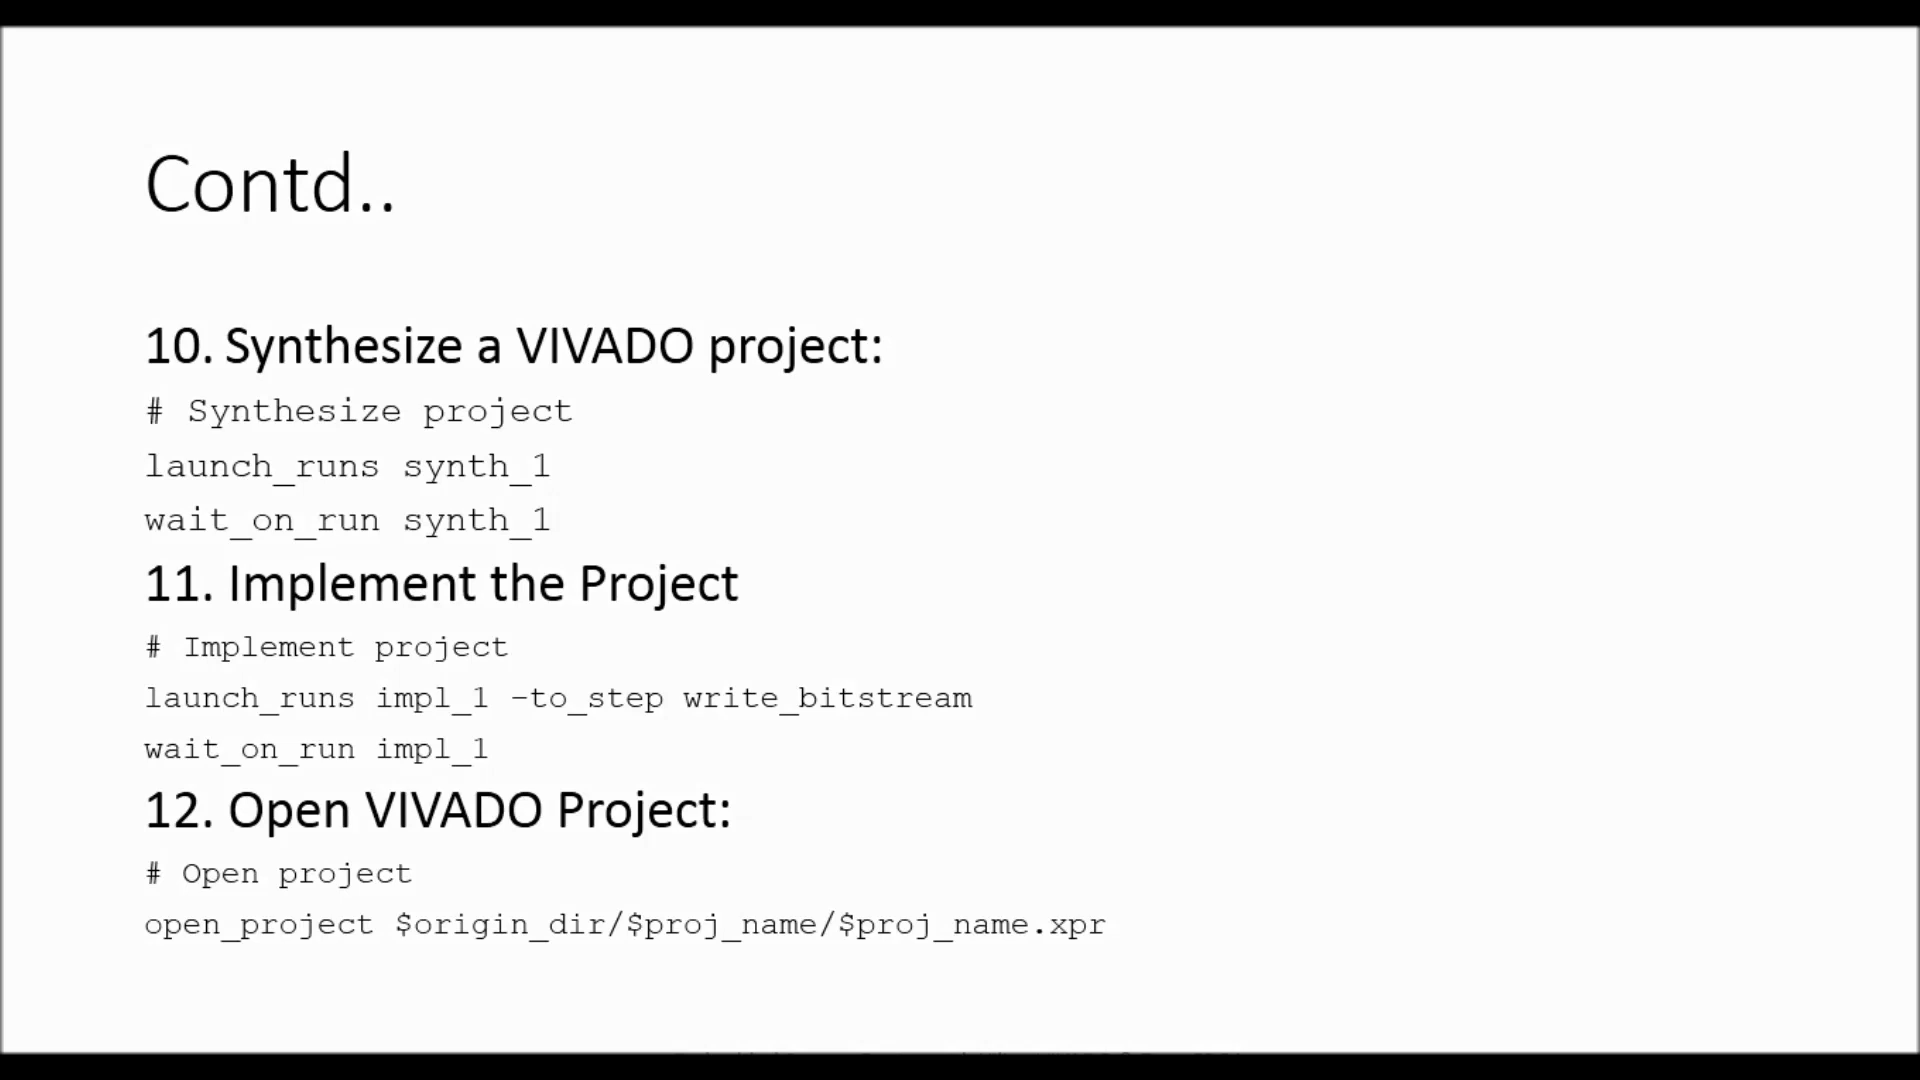 Contd..
10. Synthesize a VIVADO project:
# Synthesize project
launch_runs synth_1
wait_on_run synth_1
11. Implement the Project
# Implement project
launch_runs impl_1 –to_step write_bitstream
wait_on_run impl_1
12. Open VIVADO Project:
# Open project
open_project $origin_dir/$proj_name/$proj_name.xpr